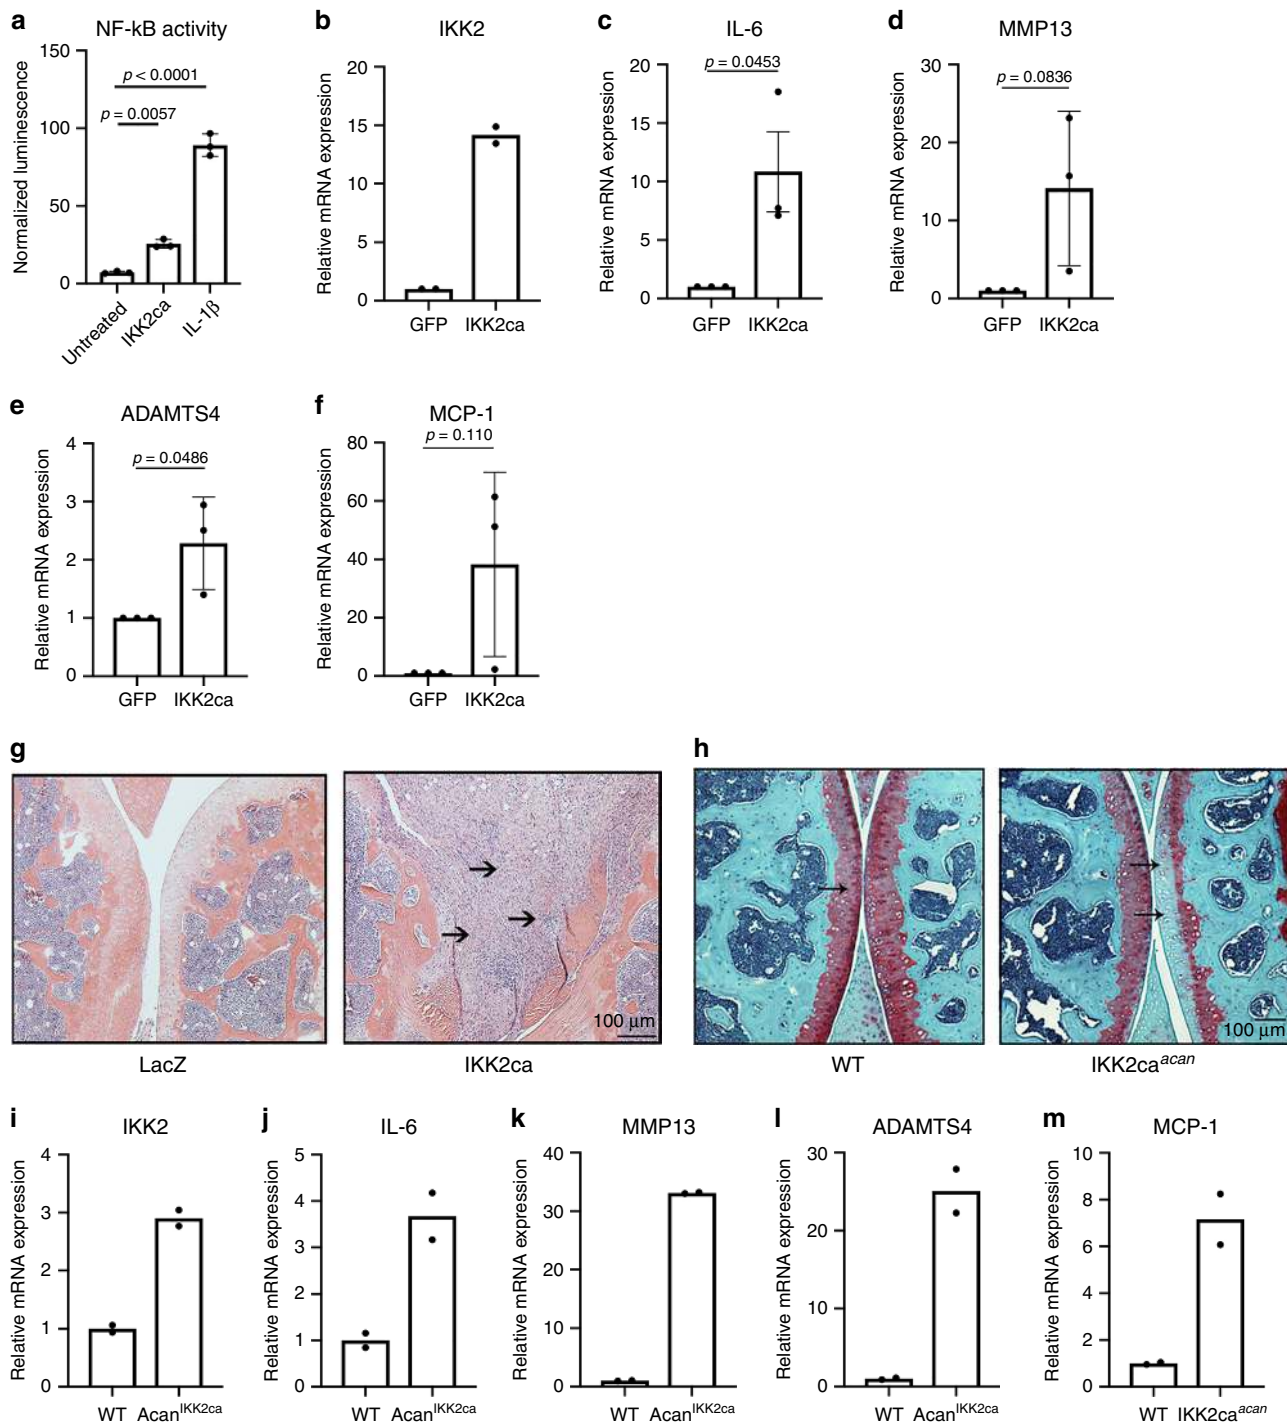 a
NF-kB activity
Normalized luminescence
150
100
50
0
p < 0.0001
p = 0.0057
Untreated
IKK2ca
IL-1β
b
IKK2
Relative mRNA expression
20
15
10
5
0
GFP IKK2ca
c
IL-6
Relative mRNA expression
20
15
10
5
0
p = 0.0453
GFP IKK2ca
d
MMP13
Relative mRNA expression
30
20
10
0
p = 0.0836
GFP IKK2ca
e
ADAMTS4
Relative mRNA expression
4
3
2
1
0
p = 0.0486
GFP IKK2ca
f
MCP-1
Relative mRNA expression
80
60
40
20
0
p = 0.110
GFP IKK2ca
g
100 μm
LacZ
IKK2ca
h
100 μm
WT
IKK2ca^acan
i
IKK2
Relative mRNA expression
4
3
2
1
0
WT Acan^IKK2ca
j
IL-6
Relative mRNA expression
5
4
3
2
1
0
WT Acan^IKK2ca
k
MMP13
Relative mRNA expression
40
30
20
10
0
WT Acan^IKK2ca
l
ADAMTS4
Relative mRNA expression
30
20
10
0
WT Acan^IKK2ca
m
MCP-1
Relative mRNA expression
10
8
6
4
2
0
WT IKK2ca^acan